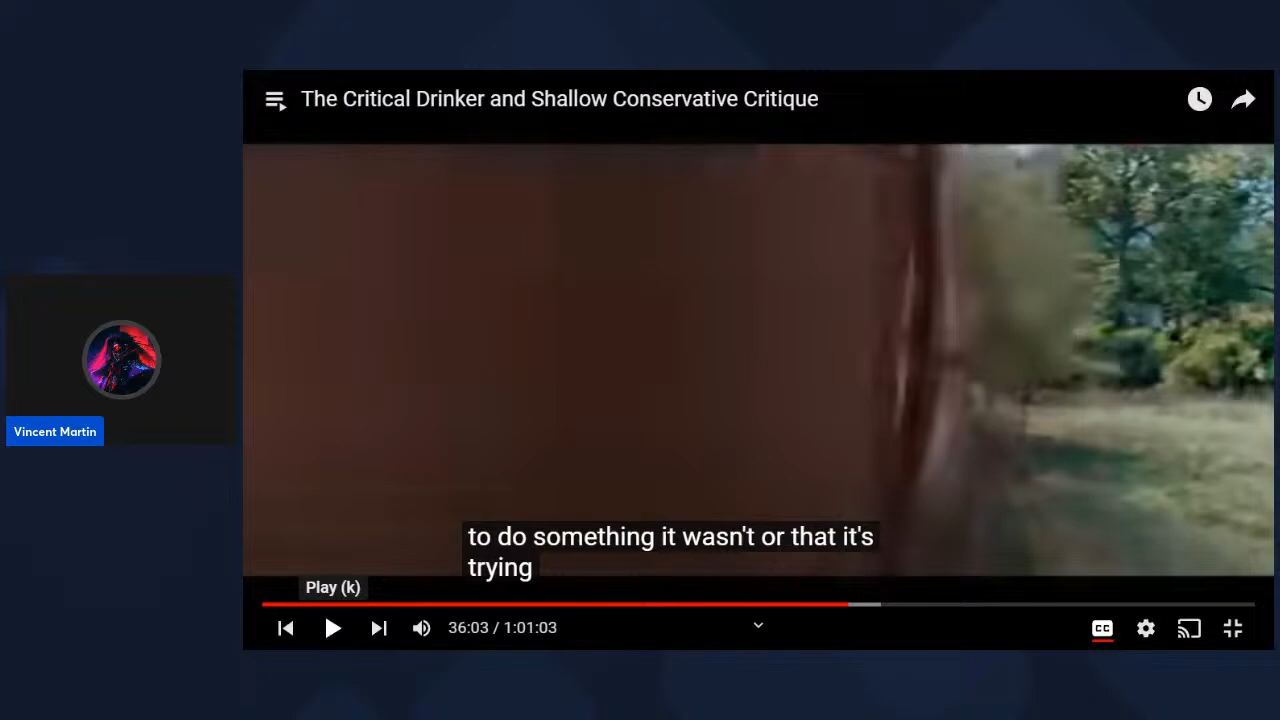 The Critical Drinker and Shallow Conservative Critique
Vincent Martin
to do something it wasn't or that it's
trying
Play (k)
36:03 / 1:01:03
CC